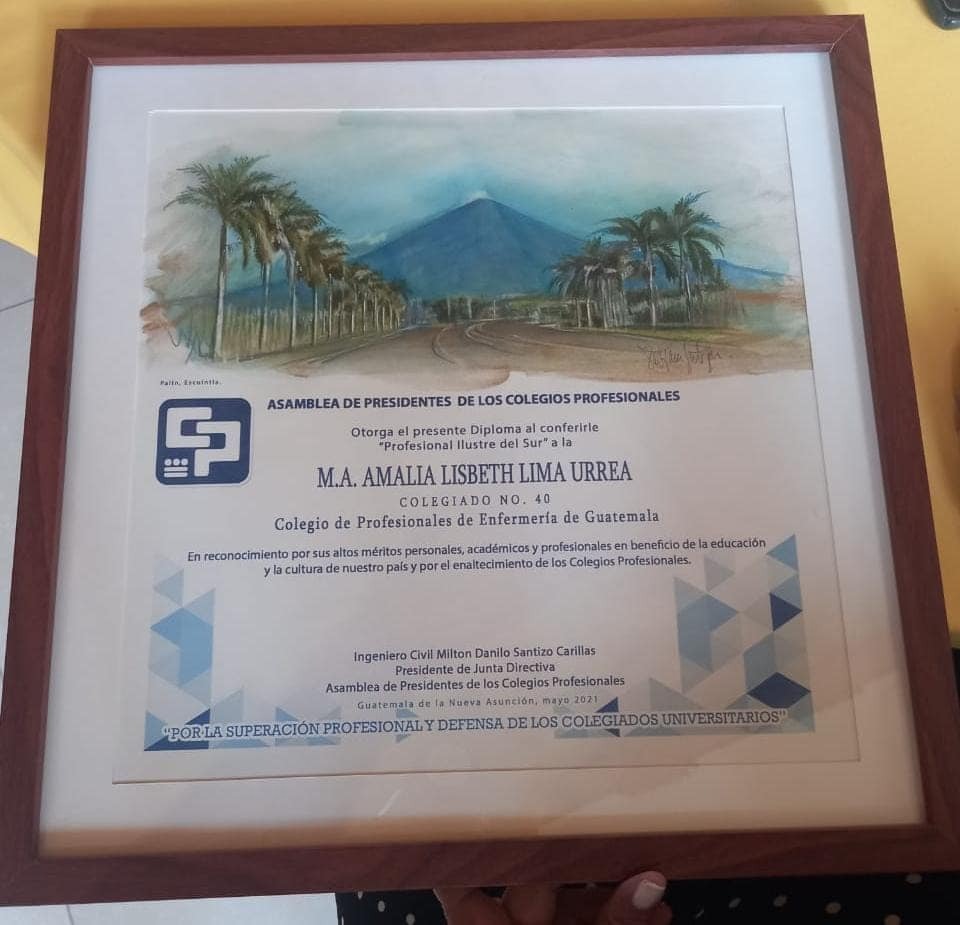 Palín, Escuintla.
ASAMBLEA DE PRESIDENTES DE LOS COLEGIOS PROFESIONALES
Otorga el presente Diploma al conferirle
"Profesional Ilustre del Sur" a la
M.A. AMALIA LISBETH LIMA URREA
COLEGIADO NO. 40
Colegio de Profesionales de Enfermería de Guatemala
En reconocimiento por sus altos méritos personales, académicos y profesionales en beneficio de la educación
y la cultura de nuestro país y por el enaltecimiento de los Colegios Profesionales.
Ingeniero Civil Milton Danilo Santizo Carillas
Presidente de Junta Directiva
Asamblea de Presidentes de los Colegios Profesionales
Guatemala de la Nueva Asunción, mayo 2021
"POR LA SUPERACIÓN PROFESIONAL Y DEFENSA DE LOS COLEGIADOS UNIVERSITARIOS"